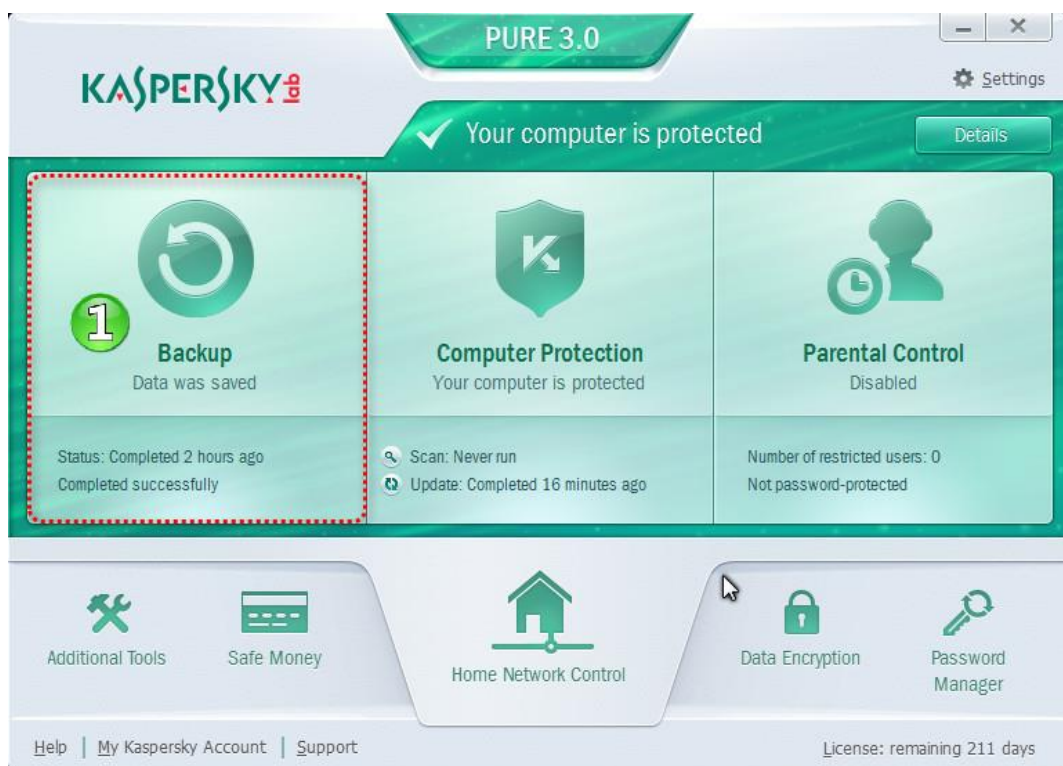 PURE 3.0
KASPERSKY lab
Settings
Your computer is protected
Details
1
Backup
Data was saved
Status: Completed 2 hours ago
Completed successfully
Computer Protection
Your computer is protected
Scan: Never run
Update: Completed 16 minutes ago
Parental Control
Disabled
Number of restricted users: 0
Not password-protected
Additional Tools
Safe Money
Home Network Control
Data Encryption
Password
Manager
Help | My Kaspersky Account | Support
License: remaining 211 days